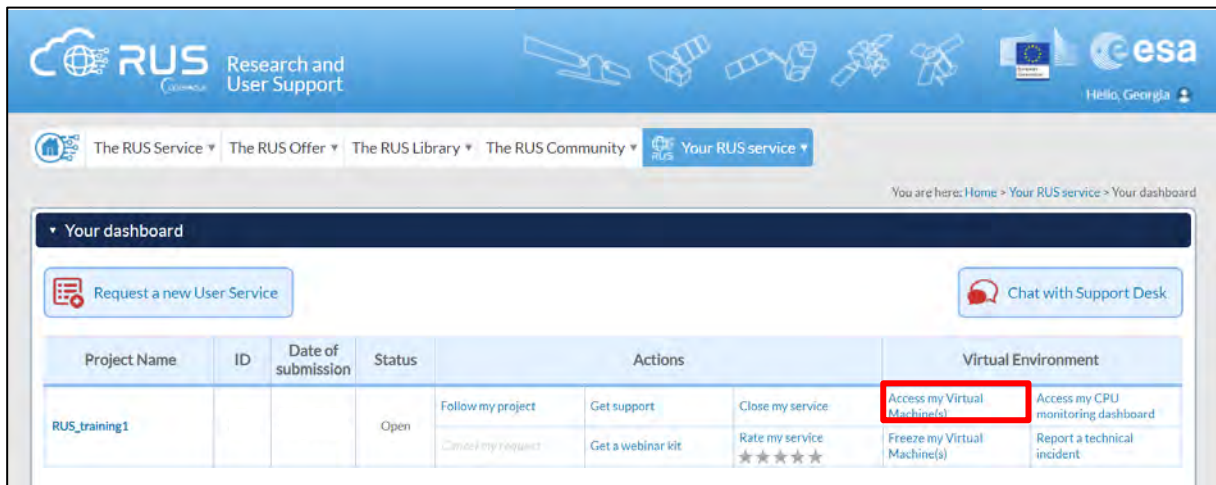 RUS
Copernicus
Research and
User Support
esa
Hello, Georgia
The RUS Service The RUS Offer The RUS Library The RUS Community RUS Your RUS service
You are here: Home > Your RUS service > Your dashboard
Your dashboard
Request a new User Service
Chat with Support Desk
Project Name ID Date of submission Status Actions Virtual Environment
RUS_training1
Open
Follow my project Get support Close my service
Access my Virtual Machine(s)
Access my CPU monitoring dashboard
Cancel my request Get a webinar kit Rate my service
Freeze my Virtual Machine(s)
Report a technical incident